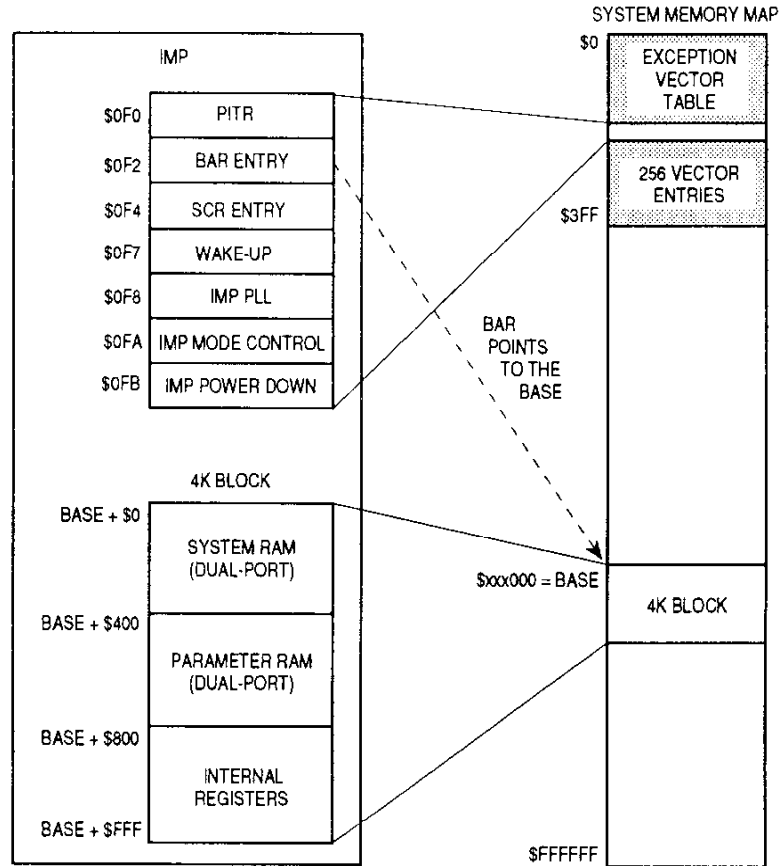 SYSTEM MEMORY MAP
IMP
$0F0
PITR
$0F2
BAR ENTRY
$0F4
SCR ENTRY
$0F7
WAKE-UP
$0F8
IMP PLL
$0FA
IMP MODE CONTROL
$0FB
IMP POWER DOWN
4K BLOCK
BASE + $0
SYSTEM RAM
(DUAL-PORT)
BASE + $400
PARAMETER RAM
(DUAL-PORT)
BASE + $800
INTERNAL
REGISTERS
BASE + $FFF
BAR
POINTS
TO THE
BASE
$0
EXCEPTION
VECTOR
TABLE
256 VECTOR
ENTRIES
$3FF
$xxx000 = BASE
4K BLOCK
$FFFFFF